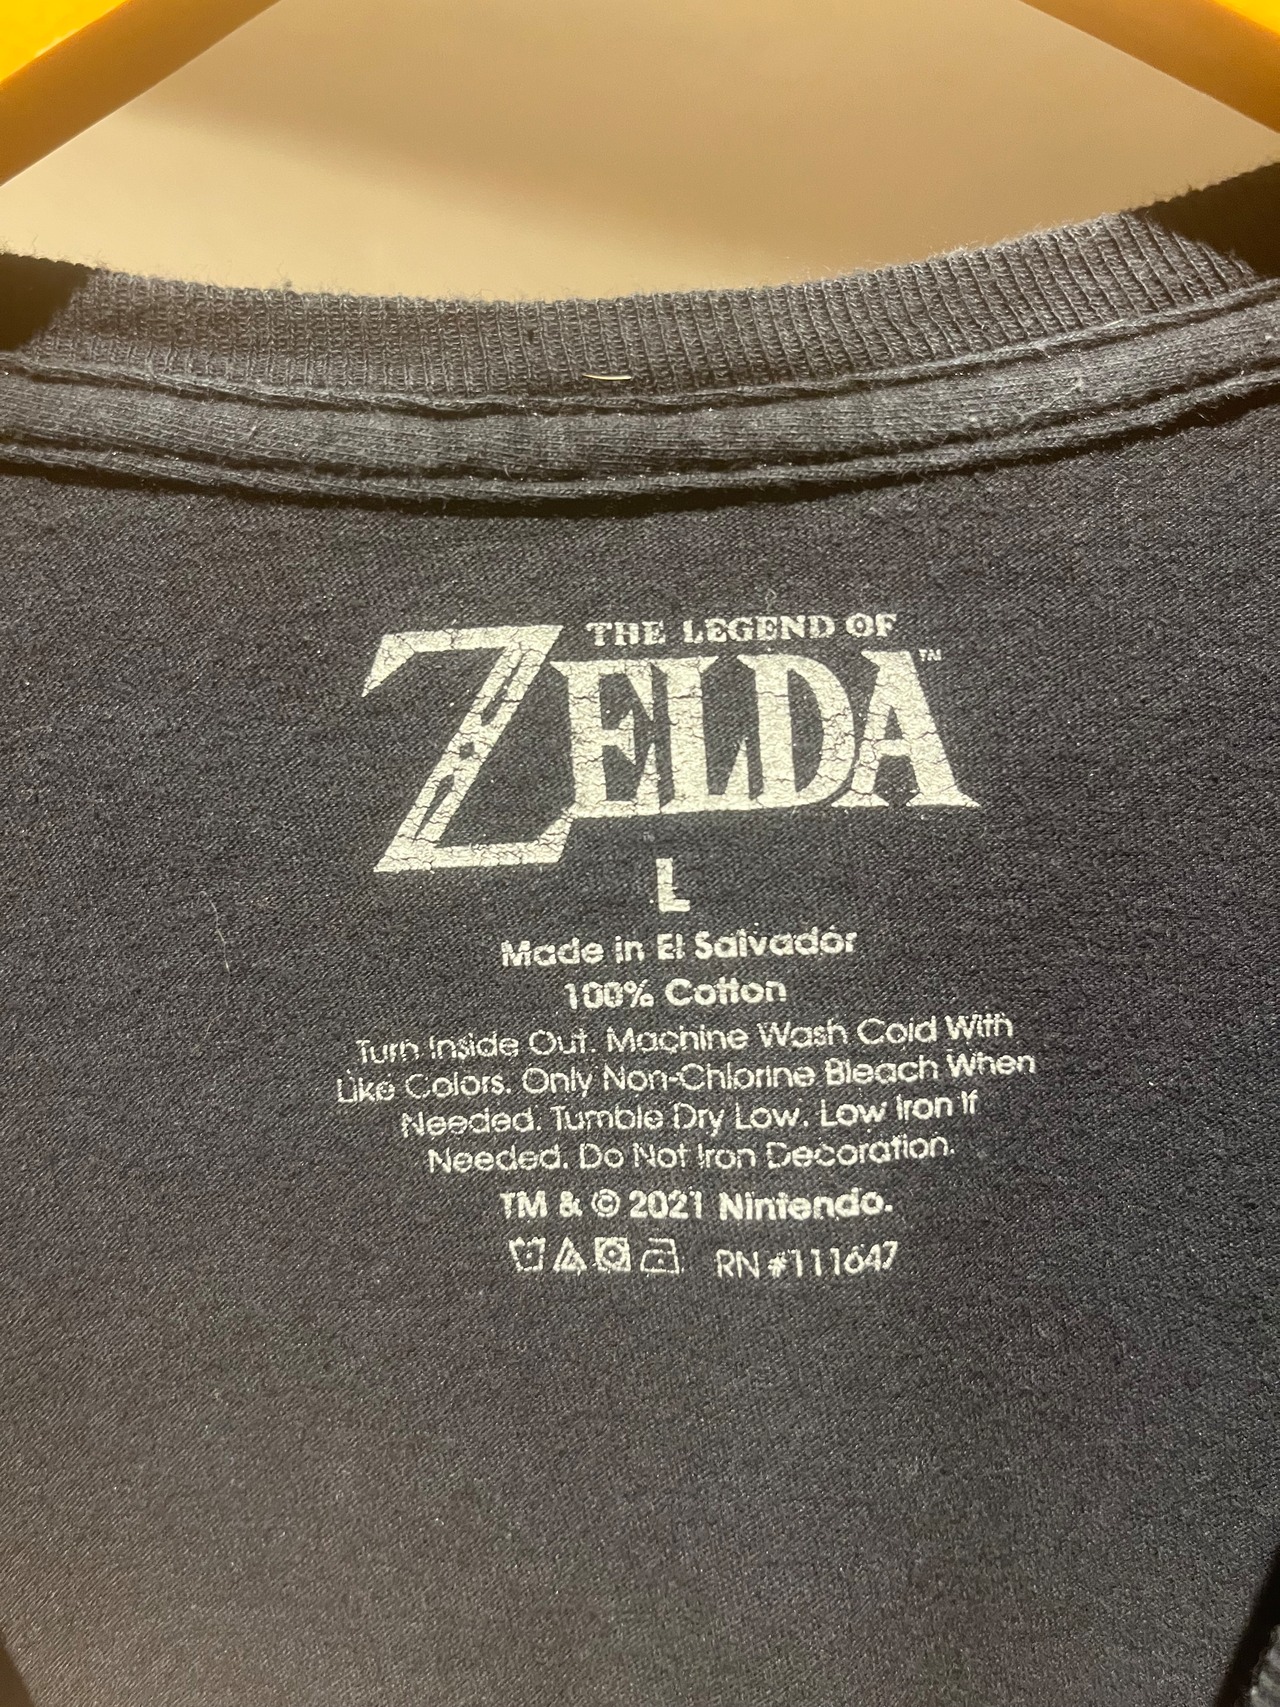 THE LEGEND OF
ZELDA™
L
Made in El Salvador
100% Cotton
Turn Inside Out. Machine Wash Cold With
Like Colors. Only Non-Chlorine Bleach When
Needed. Tumble Dry Low. Low Iron If
Needed. Do Not Iron Decoration.
TM & © 2021 Nintendo.
RN #111647